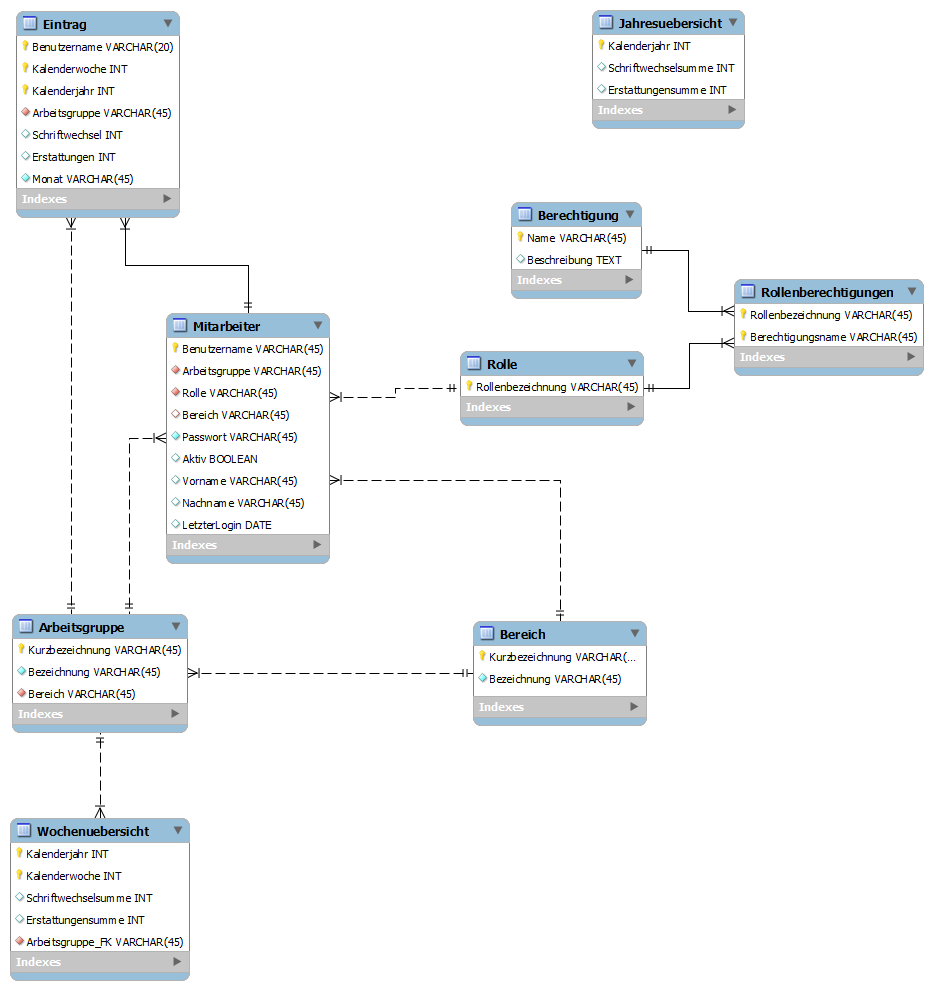 Eintrag
Benutzername VARCHAR(20)
Kalenderwoche INT
Kalenderjahr INT
Arbeitsgruppe VARCHAR(45)
Schriftwechsel INT
Erstattungen INT
Monat VARCHAR(45)
Indexes
Jahresuebersicht
Kalenderjahr INT
Schriftwechselsumme INT
Erstattungensumme INT
Indexes
Berechtigung
Name VARCHAR(45)
Beschreibung TEXT
Indexes
Rollenberechtigungen
Rollenbezeichnung VARCHAR(45)
Berechtigungsname VARCHAR(45)
Indexes
Mitarbeiter
Benutzername VARCHAR(45)
Arbeitsgruppe VARCHAR(45)
Rolle VARCHAR(45)
Bereich VARCHAR(45)
Passwort VARCHAR(45)
Aktiv BOOLEAN
Vorname VARCHAR(45)
Nachname VARCHAR(45)
LetzterLogin DATE
Indexes
Rolle
Rollenbezeichnung VARCHAR(45)
Indexes
Arbeitsgruppe
Kurzbezeichnung VARCHAR(45)
Bezeichnung VARCHAR(45)
Bereich VARCHAR(45)
Indexes
Bereich
Kurzbezeichnung VARCHAR(...
Bezeichnung VARCHAR(45)
Indexes
Wochenuebersicht
Kalenderjahr INT
Kalenderwoche INT
Schriftwechselsumme INT
Erstattungensumme INT
Arbeitsgruppe_FK VARCHAR(45)
Indexes